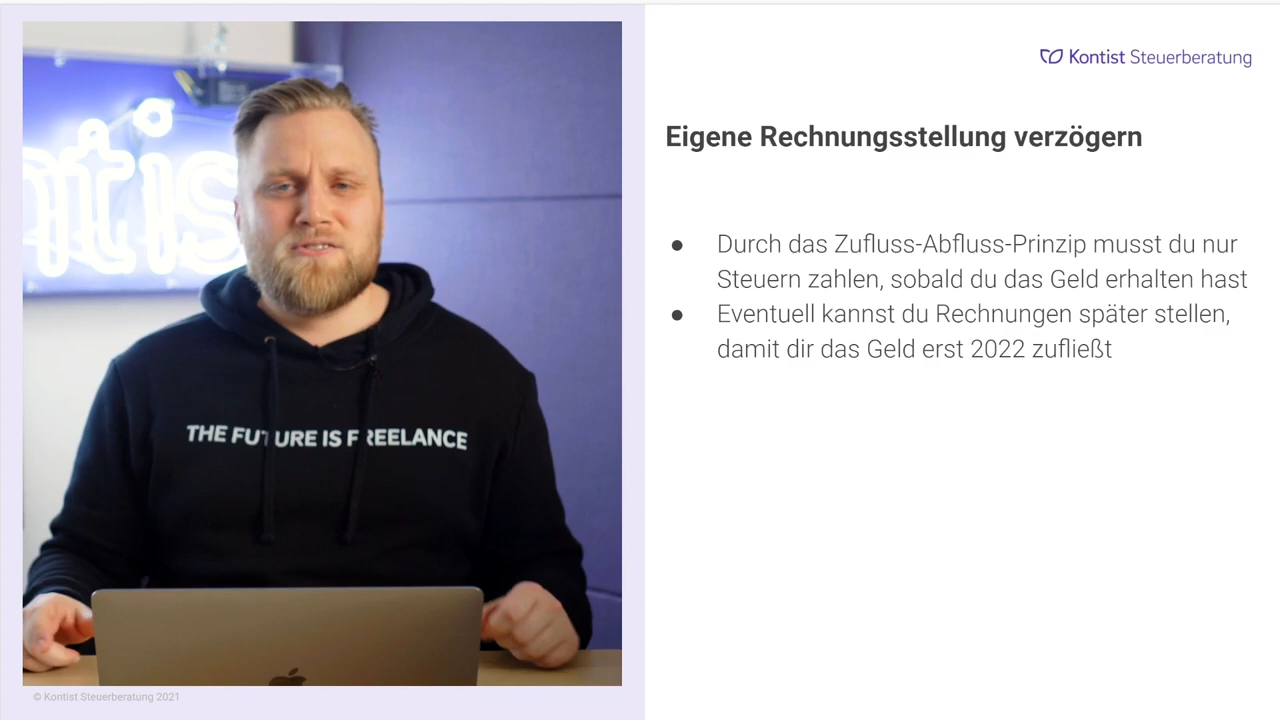 ntis
THE FUTURE IS FREELANCE
© Kontist Steuerberatung 2021
Kontist Steuerberatung
Eigene Rechnungsstellung verzögern
● Durch das Zufluss-Abfluss-Prinzip musst du nur
Steuern zahlen, sobald du das Geld erhalten hast
● Eventuell kannst du Rechnungen später stellen,
damit dir das Geld erst 2022 zufließt